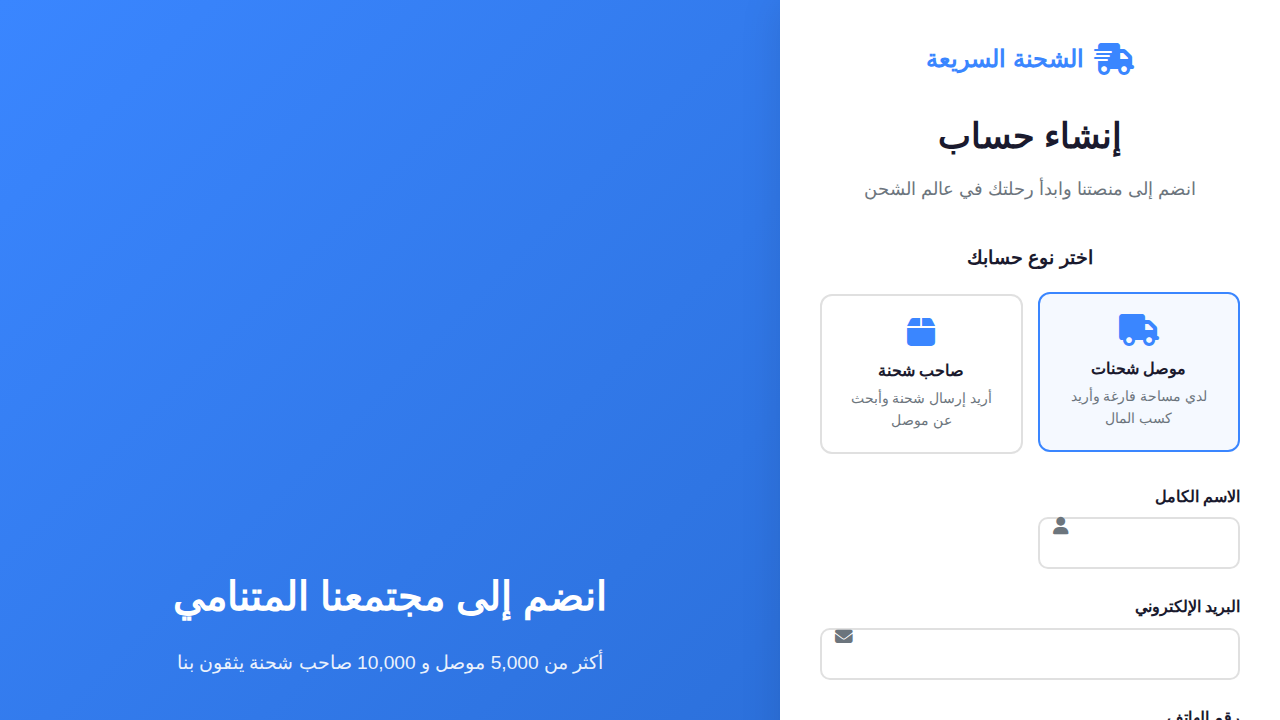 الشحنة السريعة
إنشاء حساب
انضم إلى منصتنا وابدأ رحلتك في عالم الشحن
اختر نوع حسابك
موصل شحنات
لدي مساحة فارغة وأريد
كسب المال
صاحب شحنة
أريد إرسال شحنة وأبحث
عن موصل
الاسم الكامل
البريد الإلكتروني
رقم الهاتف
انضم إلى مجتمعنا المتنامي
أكثر من 5,000 موصل و 10,000 صاحب شحنة يثقون بنا